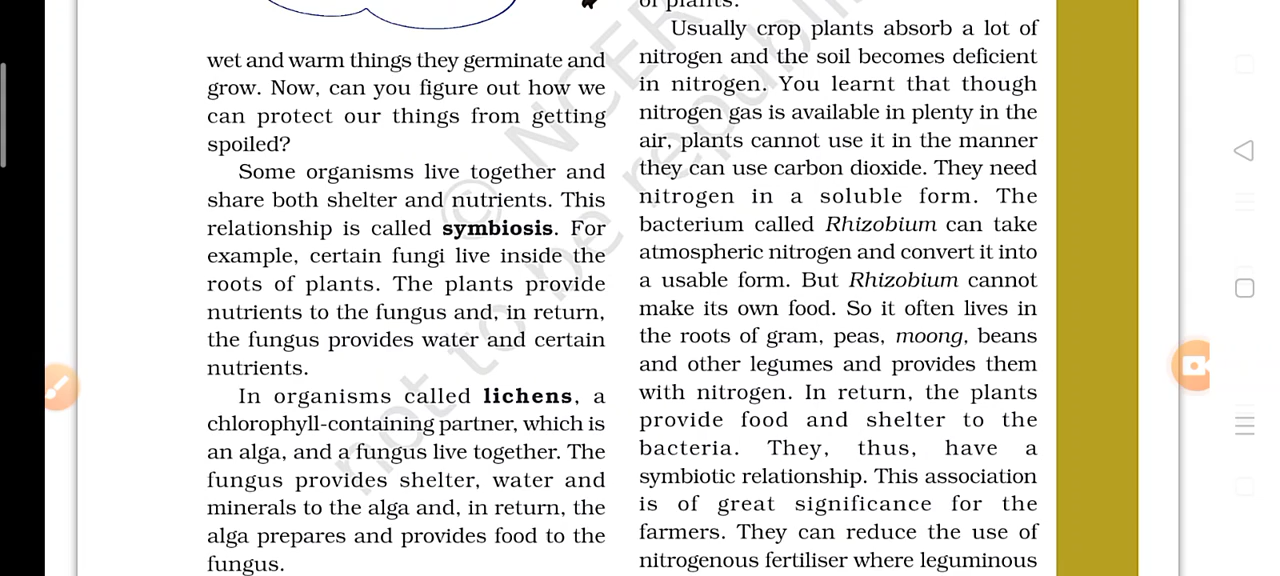 wet and warm things they germinate and
grow. Now, can you figure out how we
can protect our things from getting
spoiled?
Some organisms live together and
share both shelter and nutrients. This
relationship is called symbiosis. For
example, certain fungi live inside the
roots of plants. The plants provide
nutrients to the fungus and, in return,
the fungus provides water and certain
nutrients.
In organisms called lichens, a
chlorophyll-containing partner, which is
an alga, and a fungus live together. The
fungus provides shelter, water and
minerals to the alga and, in return, the
alga prepares and provides food to the
fungus.
of plants.
Usually crop plants absorb a lot of
nitrogen and the soil becomes deficient
in nitrogen. You learnt that though
nitrogen gas is available in plenty in the
air, plants cannot use it in the manner
they can use carbon dioxide. They need
nitrogen in a soluble form. The
bacterium called Rhizobium can take
atmospheric nitrogen and convert it into
a usable form. But Rhizobium cannot
make its own food. So it often lives in
the roots of gram, peas, moong, beans
and other legumes and provides them
with nitrogen. In return, the plants
provide food and shelter to the
bacteria. They, thus, have a
symbiotic relationship. This association
is of great significance for the
farmers. They can reduce the use of
nitrogenous fertiliser where leguminous
© NCER
not to be republi